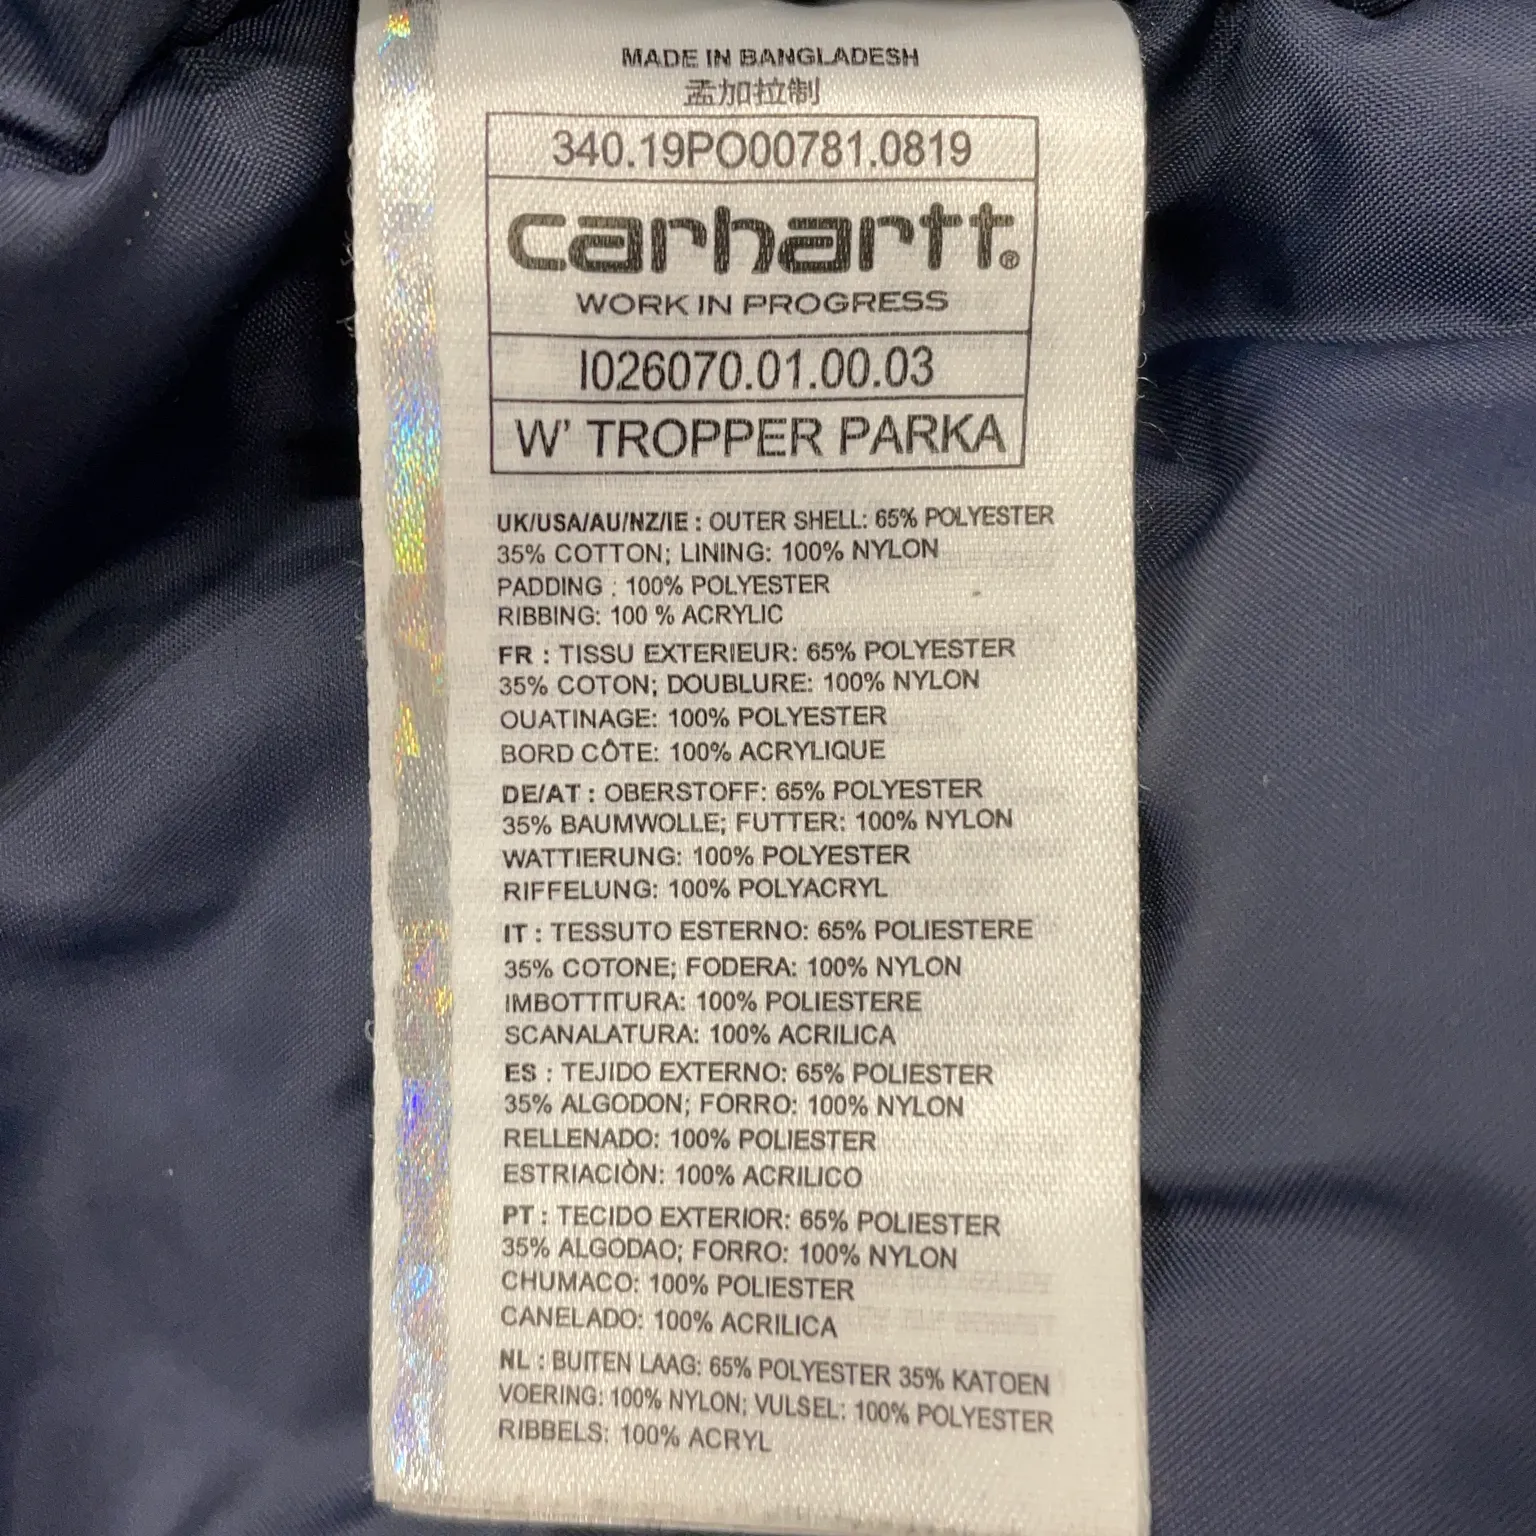 MADE IN BANGLADESH
孟加拉制
340.19PO00781.0819
carhartt®
WORK IN PROGRESS
I026070.01.00.03
W' TROPPER PARKA
UK/USA/AU/NZ/IE : OUTER SHELL: 65% POLYESTER
35% COTTON; LINING: 100% NYLON
PADDING : 100% POLYESTER
RIBBING: 100 % ACRYLIC
FR : TISSU EXTERIEUR: 65% POLYESTER
35% COTON; DOUBLURE: 100% NYLON
OUATINAGE: 100% POLYESTER
BORD CÔTE: 100% ACRYLIQUE
DE/AT : OBERSTOFF: 65% POLYESTER
35% BAUMWOLLE; FUTTER: 100% NYLON
WATTIERUNG: 100% POLYESTER
RIFFELUNG: 100% POLYACRYL
IT : TESSUTO ESTERNO: 65% POLIESTERE
35% COTONE; FODERA: 100% NYLON
IMBOTTITURA: 100% POLIESTERE
SCANALATURA: 100% ACRILICA
ES : TEJIDO EXTERNO: 65% POLIESTER
35% ALGODON; FORRO: 100% NYLON
RELLENADO: 100% POLIESTER
ESTRIACIÒN: 100% ACRILICO
PT : TECIDO EXTERIOR: 65% POLIESTER
35% ALGODAO; FORRO: 100% NYLON
CHUMACO: 100% POLIESTER
CANELADO: 100% ACRILICA
NL : BUITEN LAAG: 65% POLYESTER 35% KATOEN
VOERING: 100% NYLON; VULSEL: 100% POLYESTER
RIBBELS: 100% ACRYL